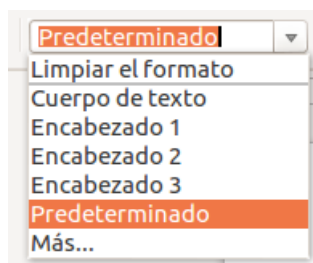 Predeterminado
Limpiar el formato
Cuerpo de texto
Encabezado 1
Encabezado 2
Encabezado 3
Predeterminado
Más...